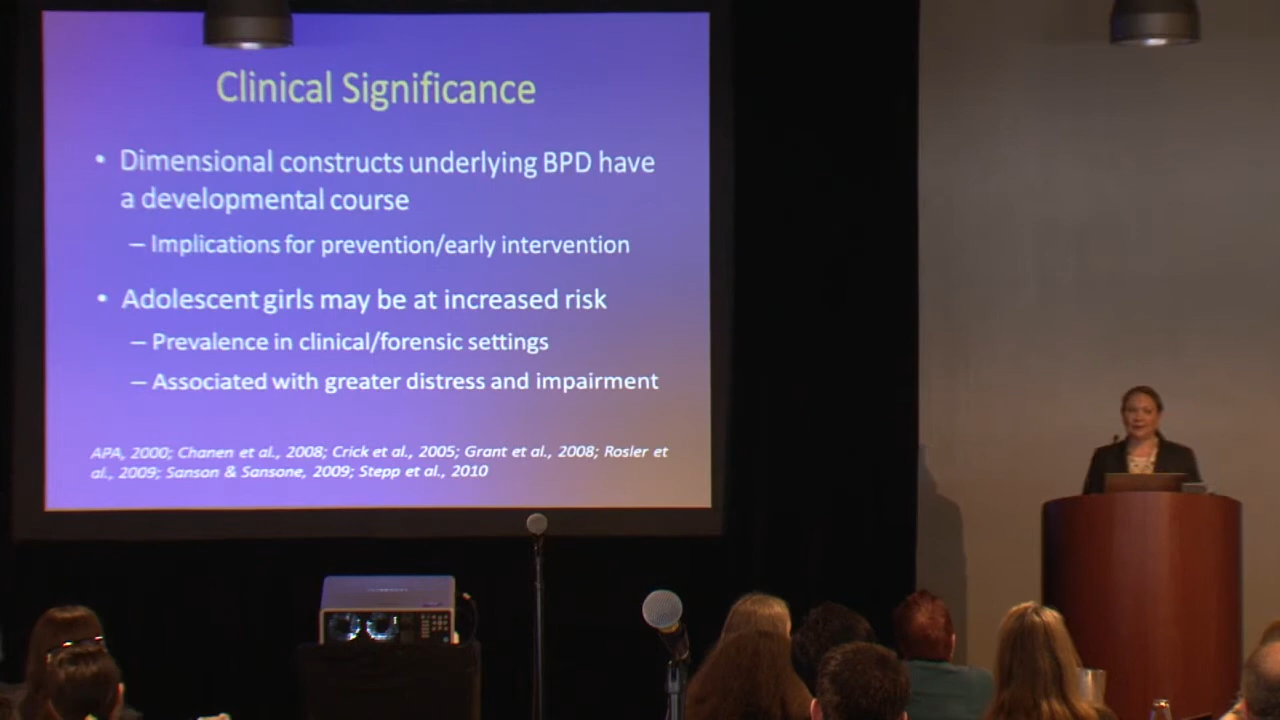 Clinical Significance
• Dimensional constructs underlying BPD have
a developmental course
– Implications for prevention/early intervention
• Adolescent girls may be at increased risk
– Prevalence in clinical/forensic settings
– Associated with greater distress and impairment
APA, 2000; Chanen et al., 2008; Crick et al., 2005; Grant et al., 2008; Rosler et
al., 2009; Sanson & Sansone, 2009; Stepp et al., 2010